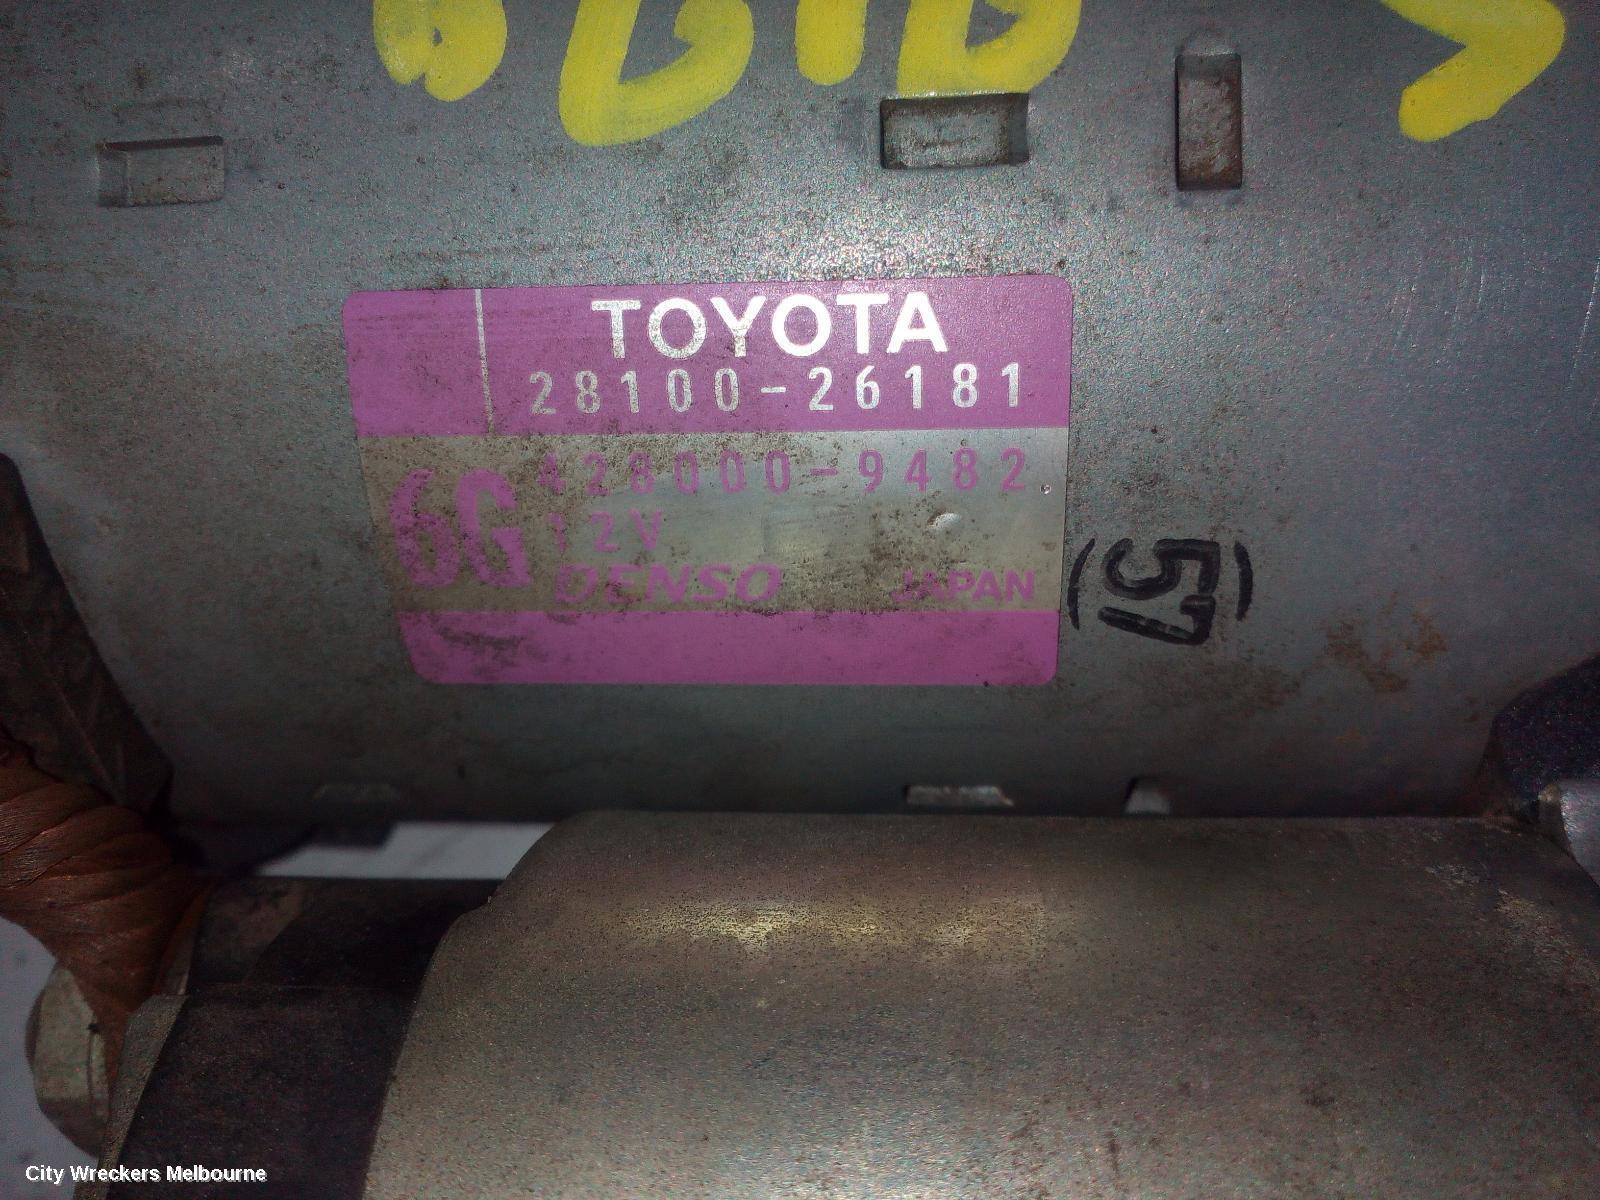 TOYOTA
28100-26181
6G 428000-9482
12V
DENSO JAPAN
(57)
City Wreckers Melbourne